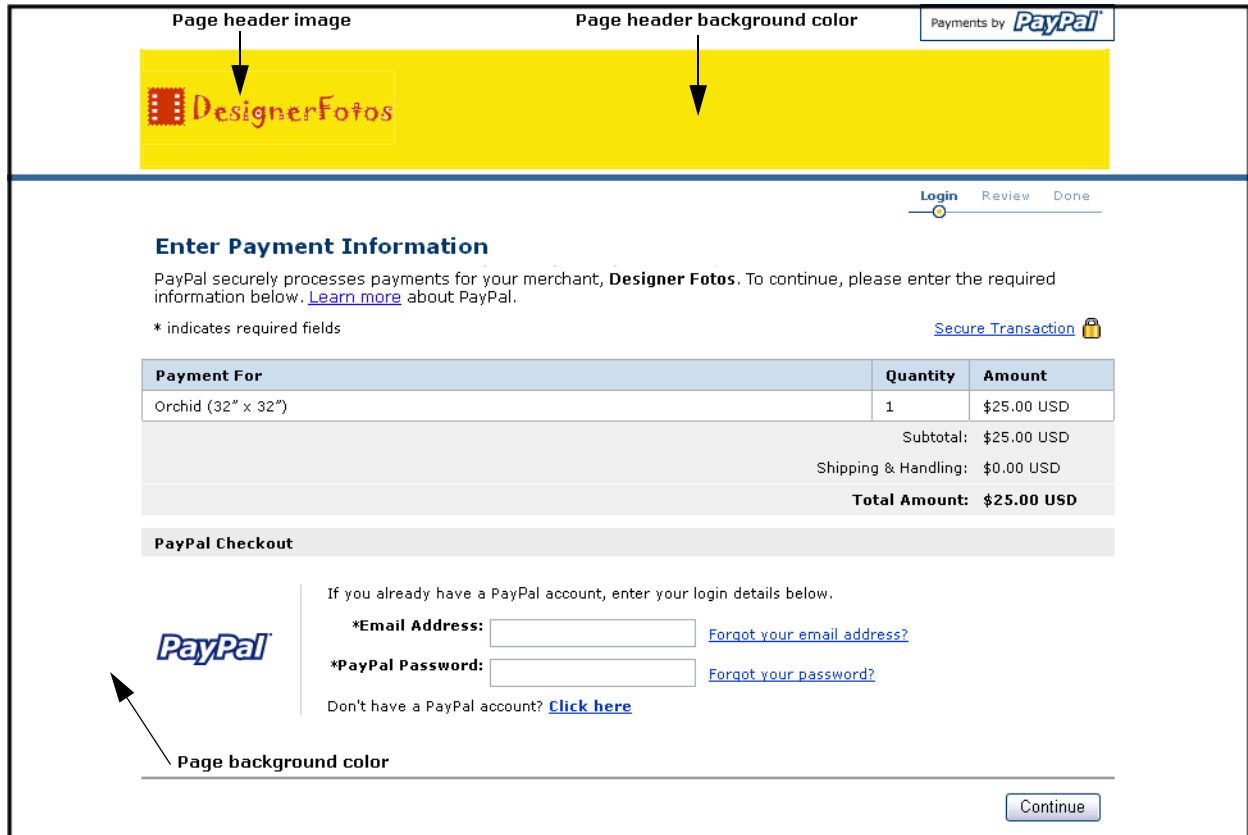 Page header image
Page header background color
Payments by PayPal
DesignerFotos
Login Review Done
Enter Payment Information
PayPal securely processes payments for your merchant, Designer Fotos. To continue, please enter the required
information below. Learn more about PayPal.
* indicates required fields
Secure Transaction
Payment For Quantity Amount
Orchid (32” x 32”) 1 $25.00 USD
Subtotal: $25.00 USD
Shipping & Handling: $0.00 USD
Total Amount: $25.00 USD
PayPal Checkout
If you already have a PayPal account, enter your login details below.
*Email Address: Forgot your email address?
PayPal
*PayPal Password: Forgot your password?
Don't have a PayPal account? Click here
Page background color
Continue